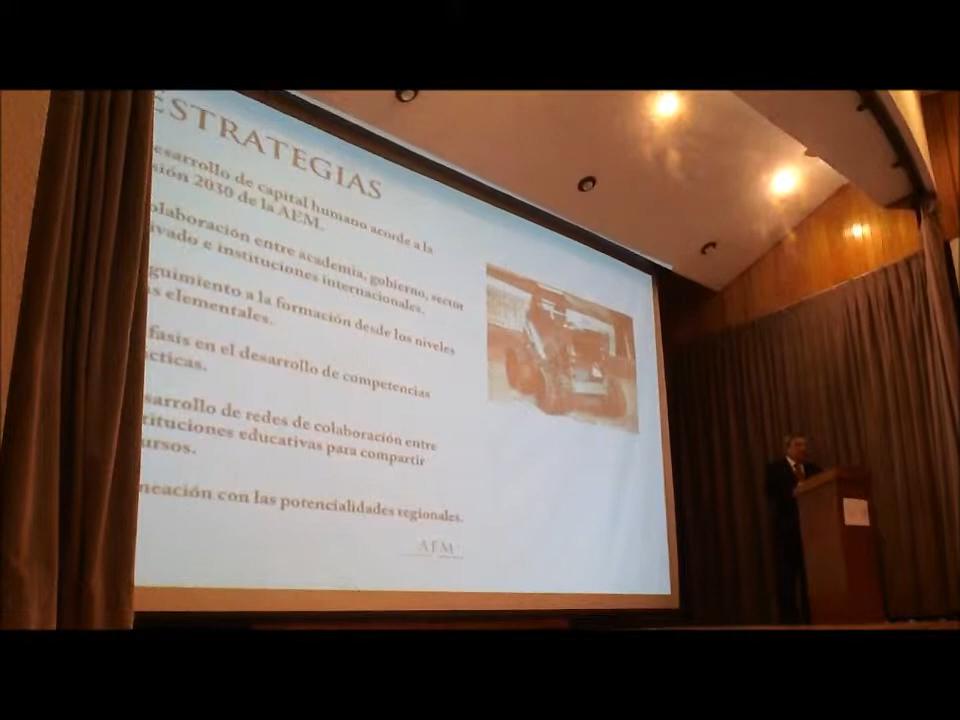 ESTRATEGIAS
esarrollo de capital humano acorde a la
sión 2030 de la AEM.
olaboración entre academia, gobierno, sector
ivado e instituciones internacionales.
guimiento a la formación desde los niveles
s elementales.
fasis en el desarrollo de competencias
cticas.
sarrollo de redes de colaboración entre
tituciones educativas para compartir
ursos.
neación con las potencialidades regionales.
AEM